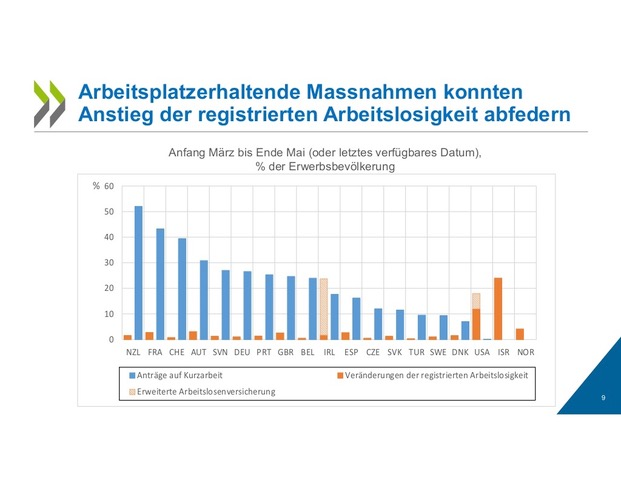 Arbeitsplatzerhaltende Massnahmen konnten
Anstieg der registrierten Arbeitslosigkeit abfedern
Anfang März bis Ende Mai (oder letztes verfügbares Datum),
% der Erwerbsbevölkerung
% 60
50
40
30
20
10
0
NZL FRA CHE AUT SVN DEU PRT GBR BEL IRL ESP CZE SVK TUR SWE DNK USA ISR NOR
Anträge auf Kurzarbeit Veränderungen der registrierten Arbeitslosigkeit
Erweiterte Arbeitslosenversicherung
9